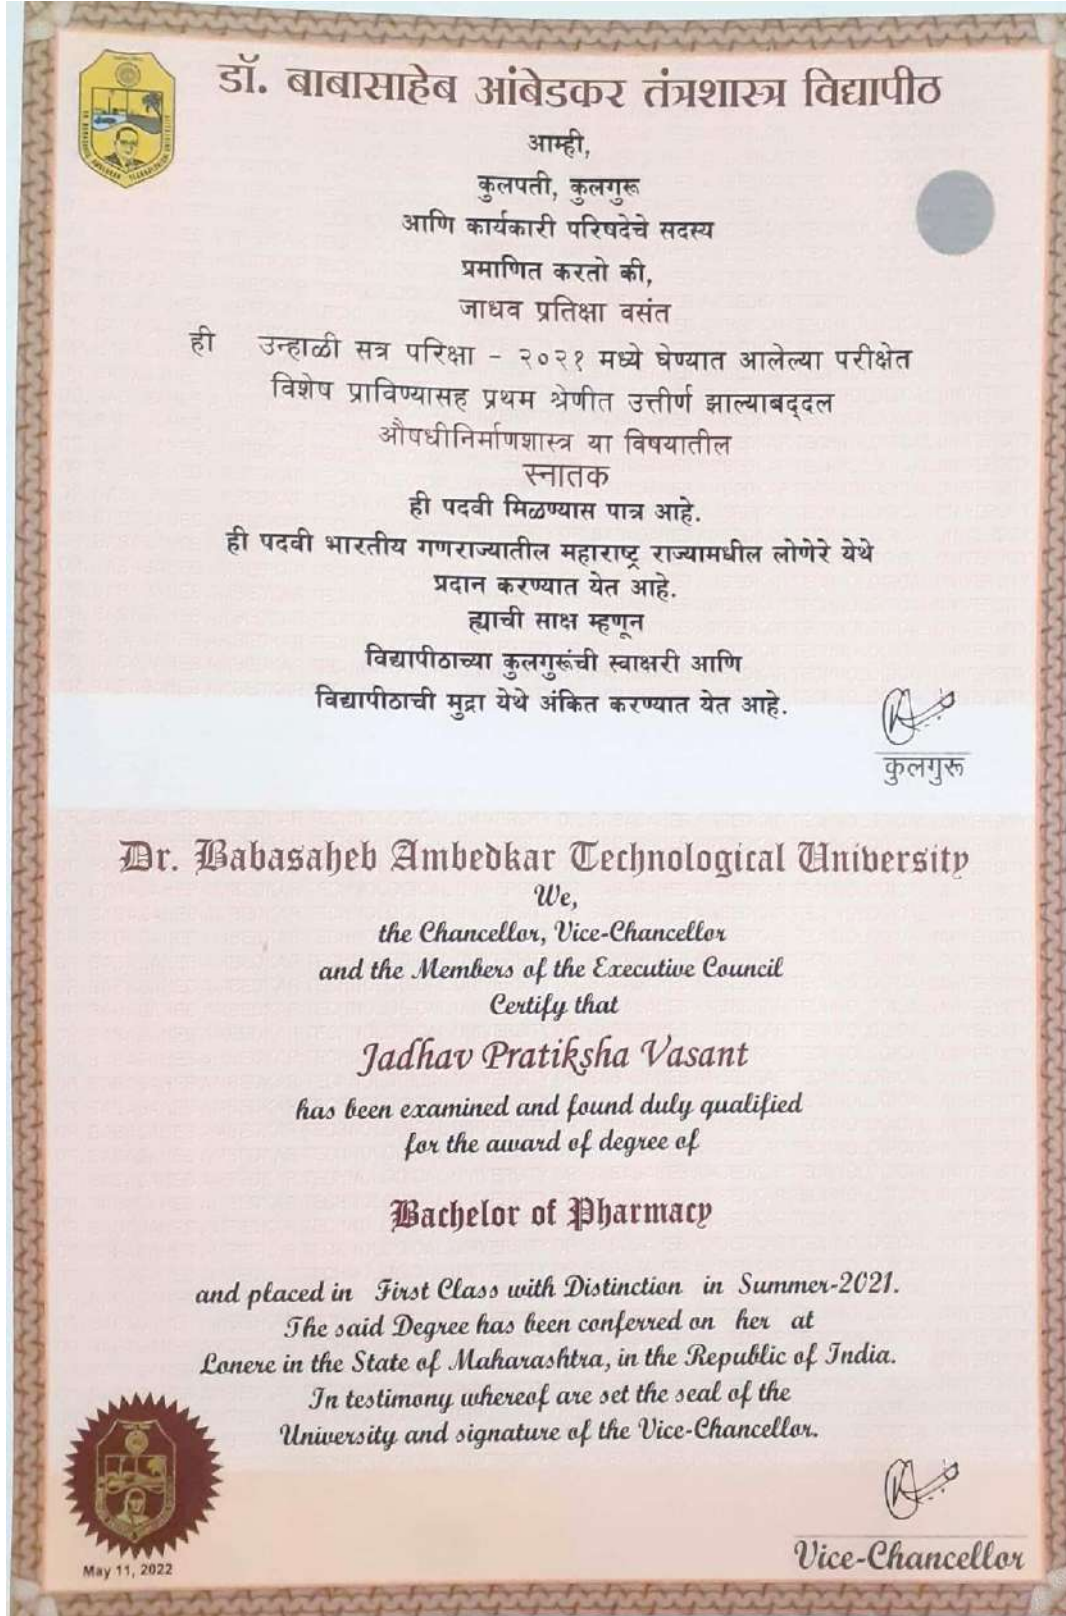 डॉ. बाबासाहेब आंबेडकर तंत्रशास्त्र विद्यापीठ
आम्ही,
कुलपती, कुलगुरू
आणि कार्यकारी परिषदेचे सदस्य
प्रमाणित करतो की,
जाधव प्रतिक्षा वसंत
ही उन्हाळी सत्र परिक्षा - २०२१ मध्ये घेण्यात आलेल्या परीक्षेत
विशेष प्राविण्यासह प्रथम श्रेणीत उत्तीर्ण झाल्याबद्दल
औषधीनिर्माणशास्त्र या विषयातील
स्नातक
ही पदवी मिळण्यास पात्र आहे.
ही पदवी भारतीय गणराज्यातील महाराष्ट्र राज्यामधील लोणेरे येथे
प्रदान करण्यात येत आहे.
ह्याची साक्ष म्हणून
विद्यापीठाच्या कुलगुरूंची स्वाक्षरी आणि
विद्यापीठाची मुद्रा येथे अंकित करण्यात येत आहे.
कुलगुरू
Dr. Babasaheb Ambedkar Technological University
We,
the Chancellor, Vice-Chancellor
and the Members of the Executive Council
Certify that
Jadhav Pratiksha Vasant
has been examined and found duly qualified
for the award of degree of
Bachelor of Pharmacy
and placed in First Class with Distinction in Summer-2021.
The said Degree has been conferred on her at
Lonere in the State of Maharashtra, in the Republic of India.
In testimony whereof are set the seal of the
University and signature of the Vice-Chancellor.
May 11, 2022
Vice-Chancellor